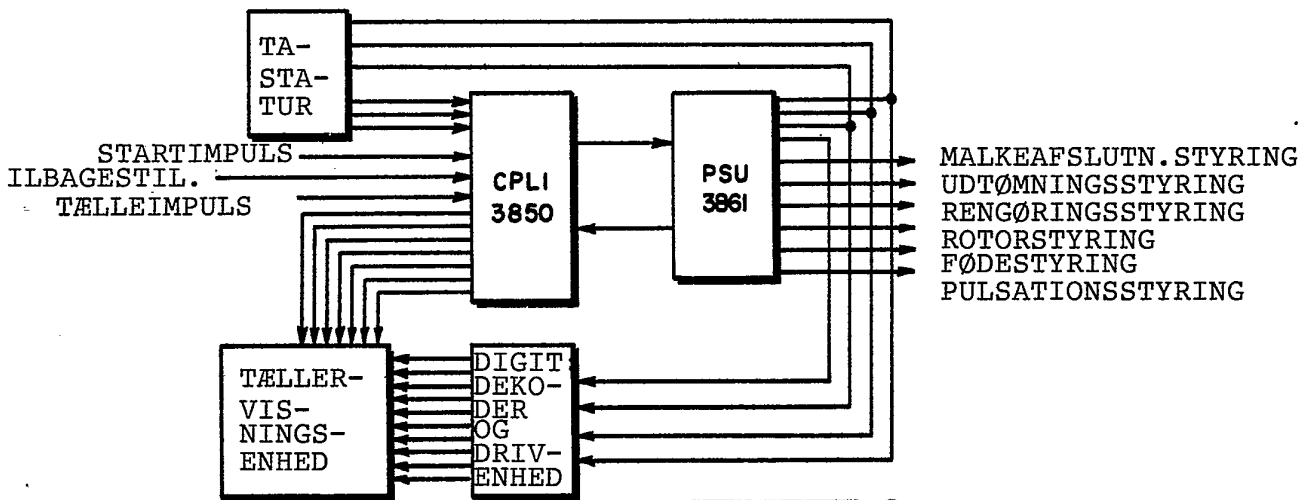 TA-
STA-
TUR
STARTIMPULS
ILBAGESTIL.
TÆLLEIMPULS
CPLI
3850
PSU
3861
MALKEAFSLUTN.STYRING
UDTØMNINGSSTYRING
RENGØRINGSSTYRING
ROTORSTYRING
FØDESTYRING
PULSATIONSSTYRING
TÆLLER-
VIS-
NINGS-
ENHED
DIGIT
DEKO-
DER
OG
DRIV-
ENHED